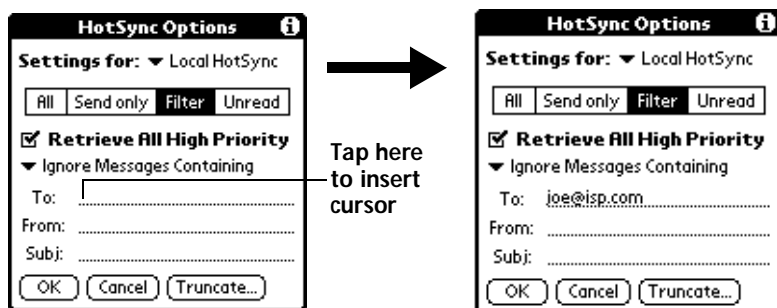 HotSync Options
Settings for: Local HotSync
All Send only Filter Unread
Retrieve All High Priority
Ignore Messages Containing
To:
From:
Subj:
OK Cancel Truncate...
Tap here
to insert
cursor
HotSync Options
Settings for: Local HotSync
All Send only Filter Unread
Retrieve All High Priority
Ignore Messages Containing
To: joe@isp.com
From:
Subj:
OK Cancel Truncate...